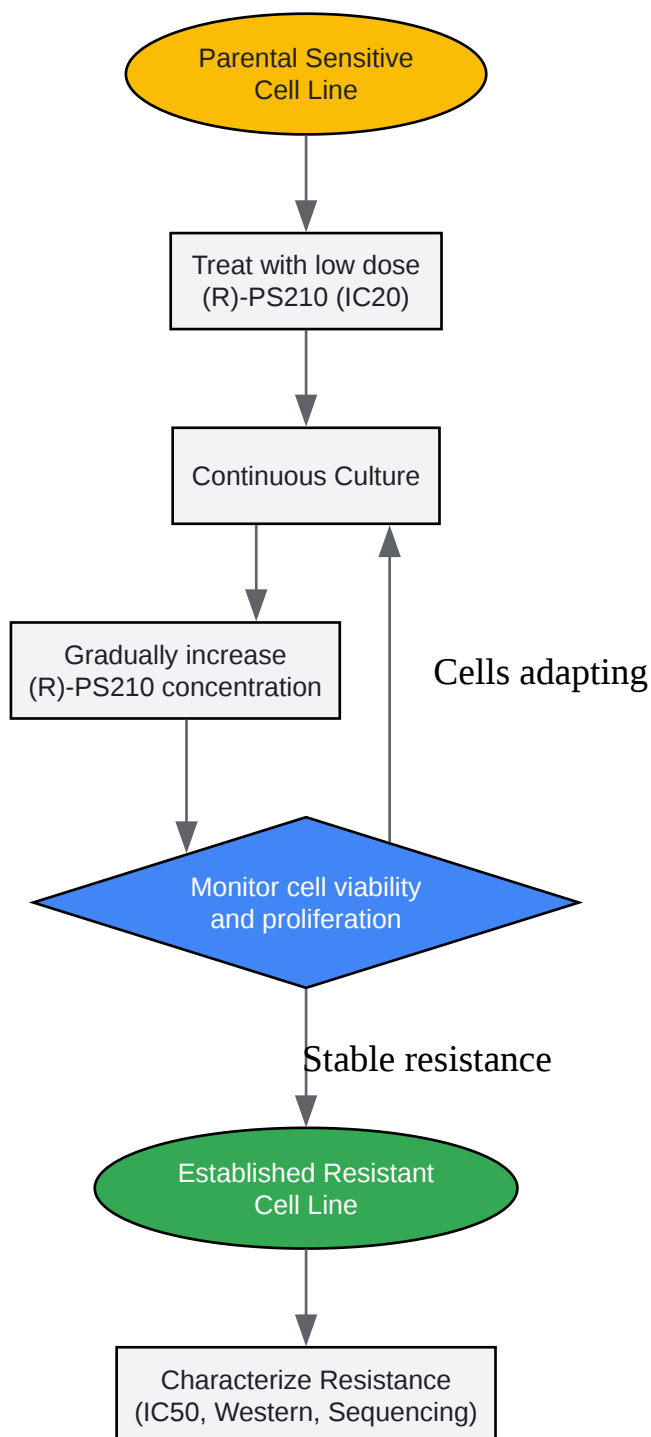 Parental Sensitive
Cell Line
Treat with low dose
(R)-PS210 (IC20)
Continuous Culture
Gradually increase
(R)-PS210 concentration
Cells adapting
Monitor cell viability
and proliferation
Stable resistance
Established Resistant
Cell Line
Characterize Resistance
(IC50, Western, Sequencing)